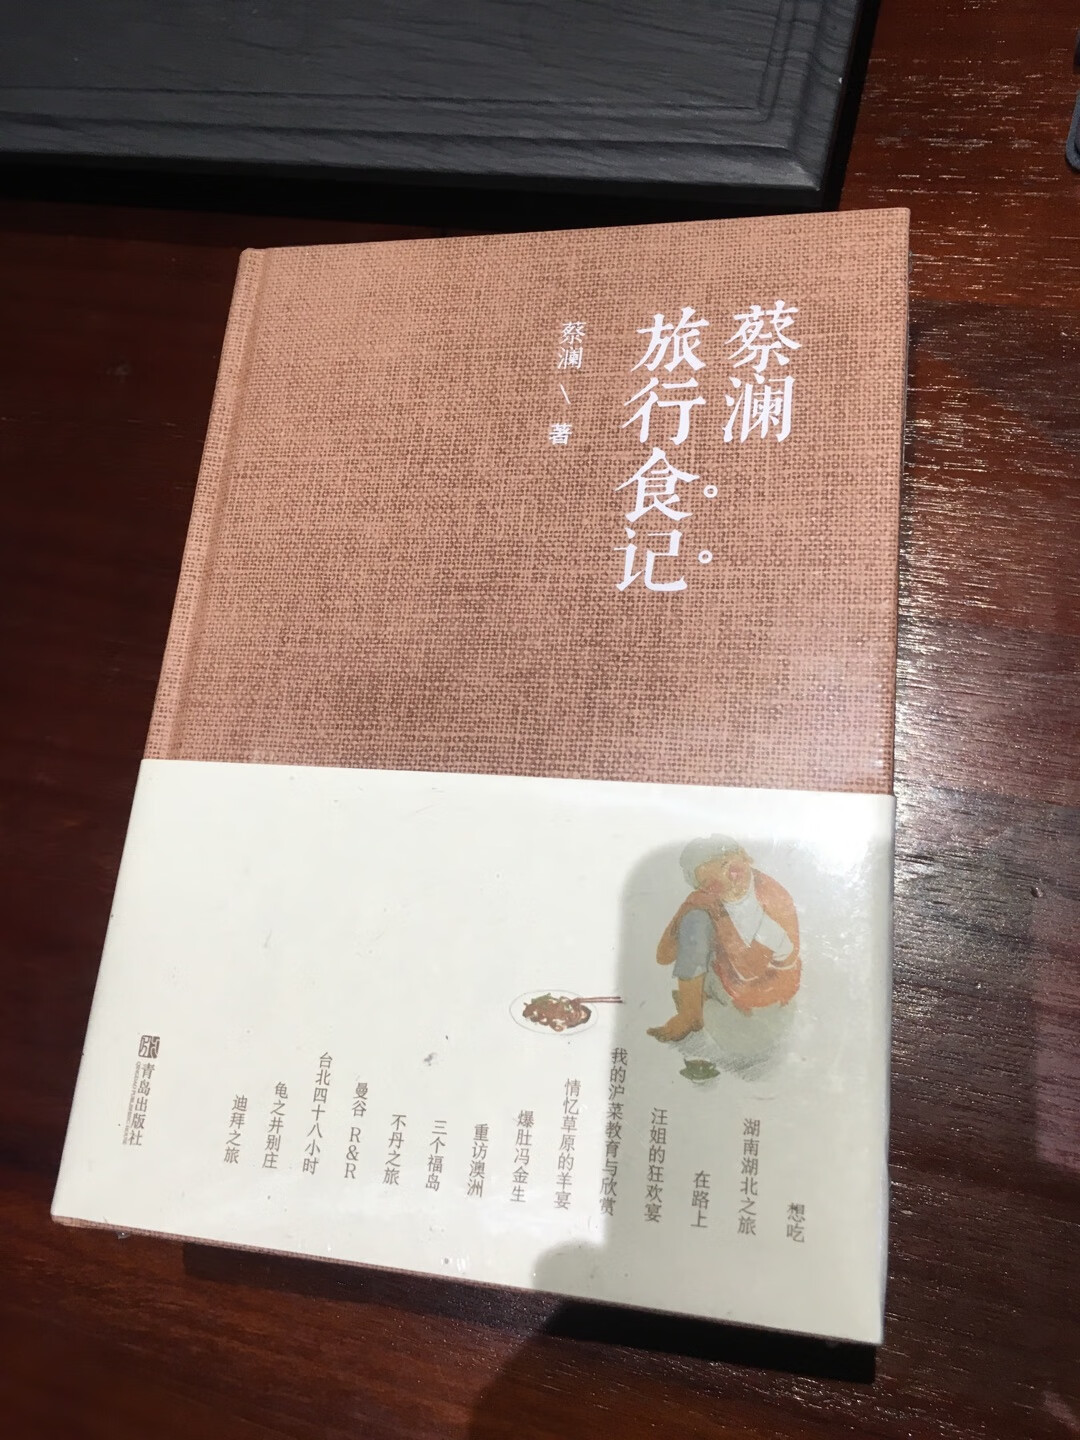 蔡澜
旅行食记
蔡澜\著
想吃
湖南湖北之旅
在路上
汪姐的狂欢宴
我的沪菜教育与欣赏
情忆草原的羊宴
爆肚冯金生
重访澳洲
三个福岛
不丹之旅
曼谷 R&R
台北四十八小时
龟之井别庄
迪拜之旅
青岛出版社